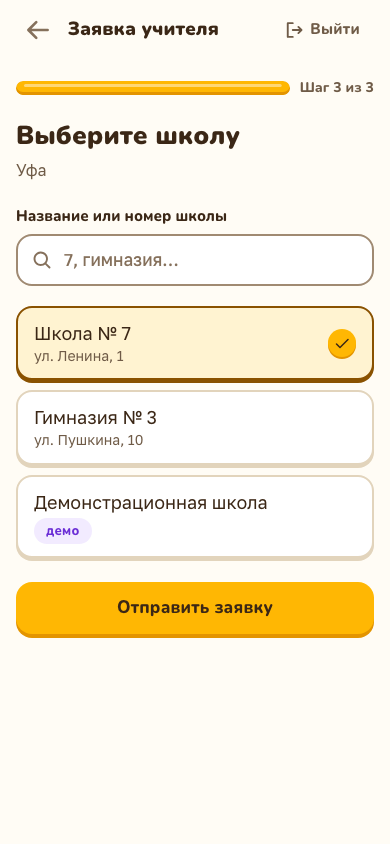 Заявка учителя
Выйти
Шаг 3 из 3
Выберите школу
Уфа
Название или номер школы
7, гимназия...
Школа № 7
ул. Ленина, 1
Гимназия № 3
ул. Пушкина, 10
Демонстрационная школа
демо
Отправить заявку